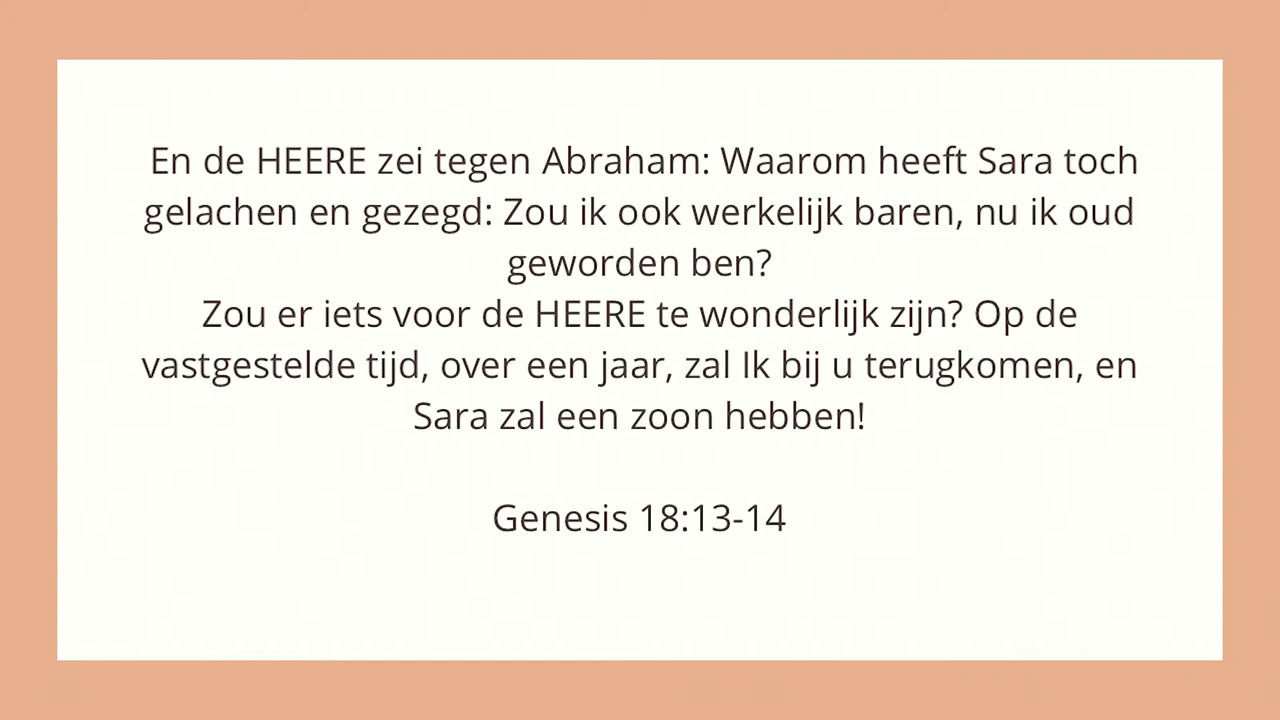 En de HEERE zei tegen Abraham: Waarom heeft Sara toch
gelachen en gezegd: Zou ik ook werkelijk baren, nu ik oud
geworden ben?
Zou er iets voor de HEERE te wonderlijk zijn? Op de
vastgestelde tijd, over een jaar, zal Ik bij u terugkomen, en
Sara zal een zoon hebben!
Genesis 18:13-14